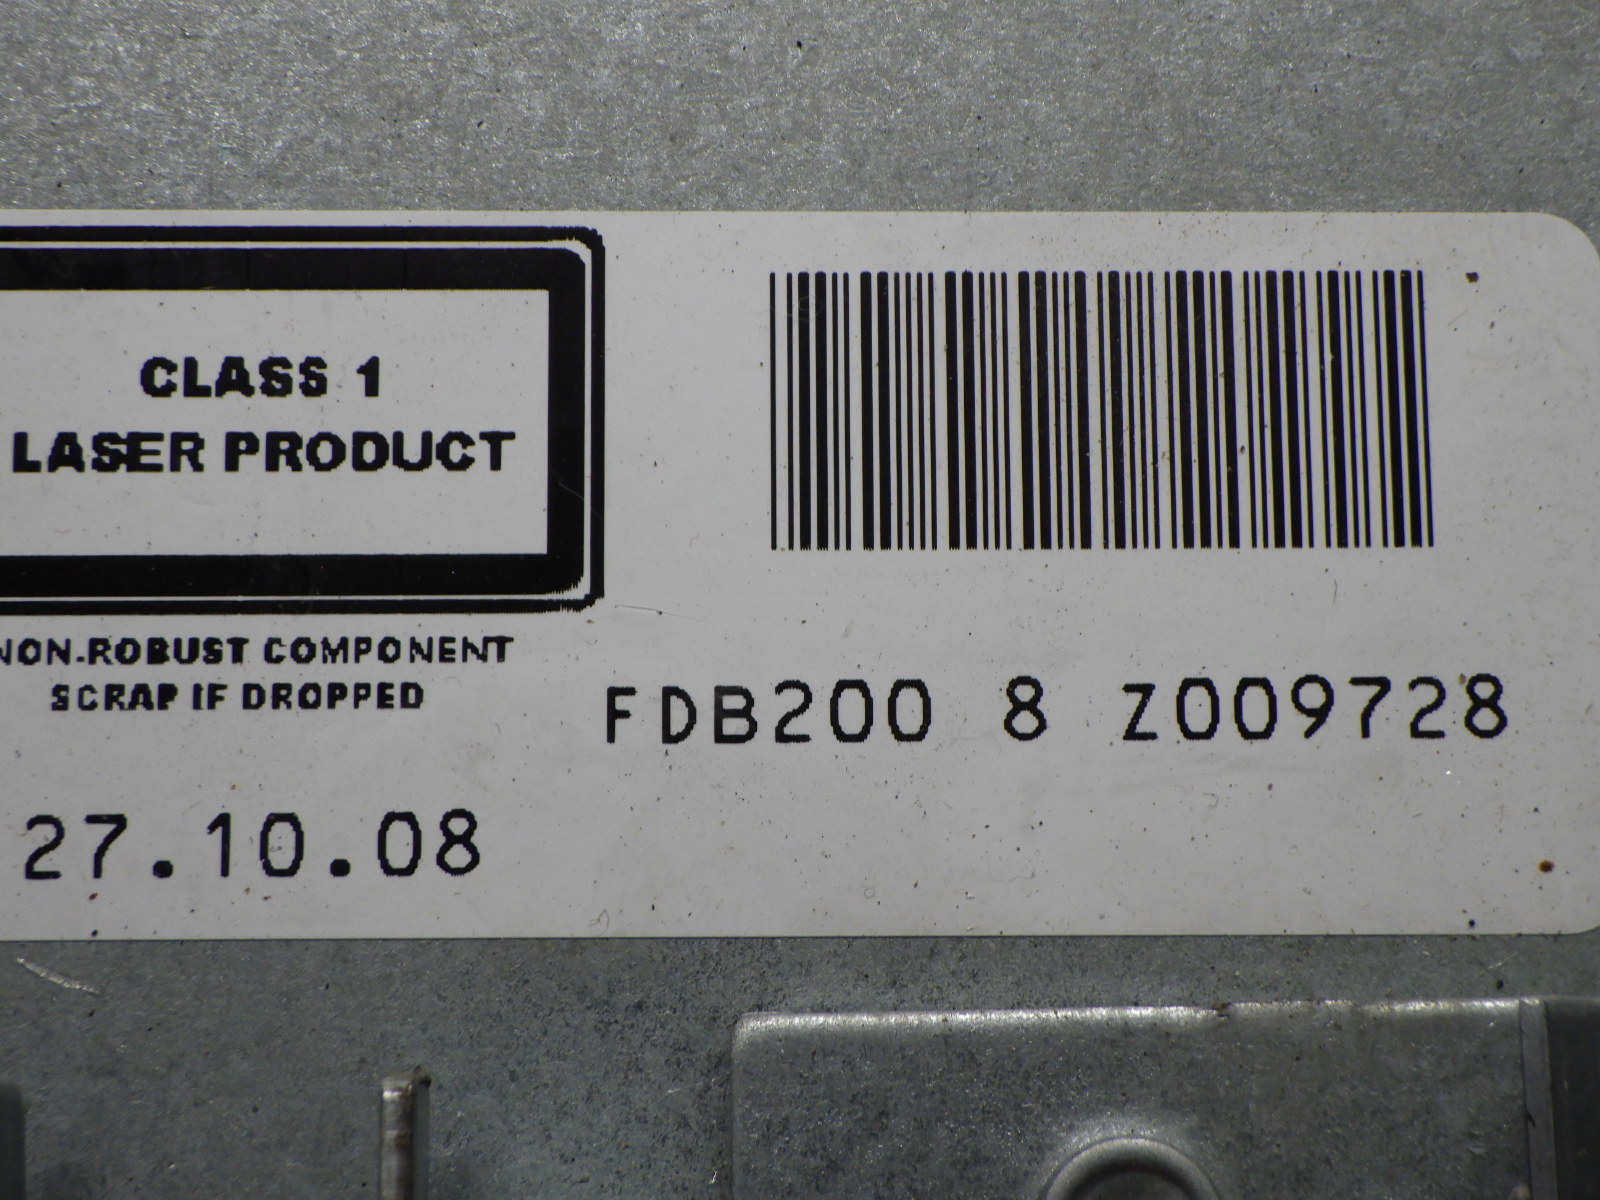 CLASS 1
LASER PRODUCT
NON-ROBUST COMPONENT
SCRAP IF DROPPED
FDB200 8 Z009728
27.10.08